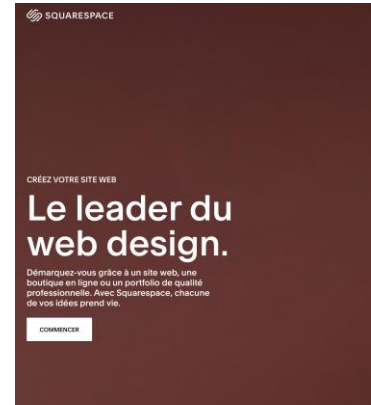 SQUARESPACE
CRÉEZ VOTRE SITE WEB
Le leader du
web design.
Démarquez-vous grâce à un site web, une
boutique en ligne ou un portfolio de qualité
professionnelle. Avec Squarespace, chacune
de vos idées prend vie.
COMMENCER